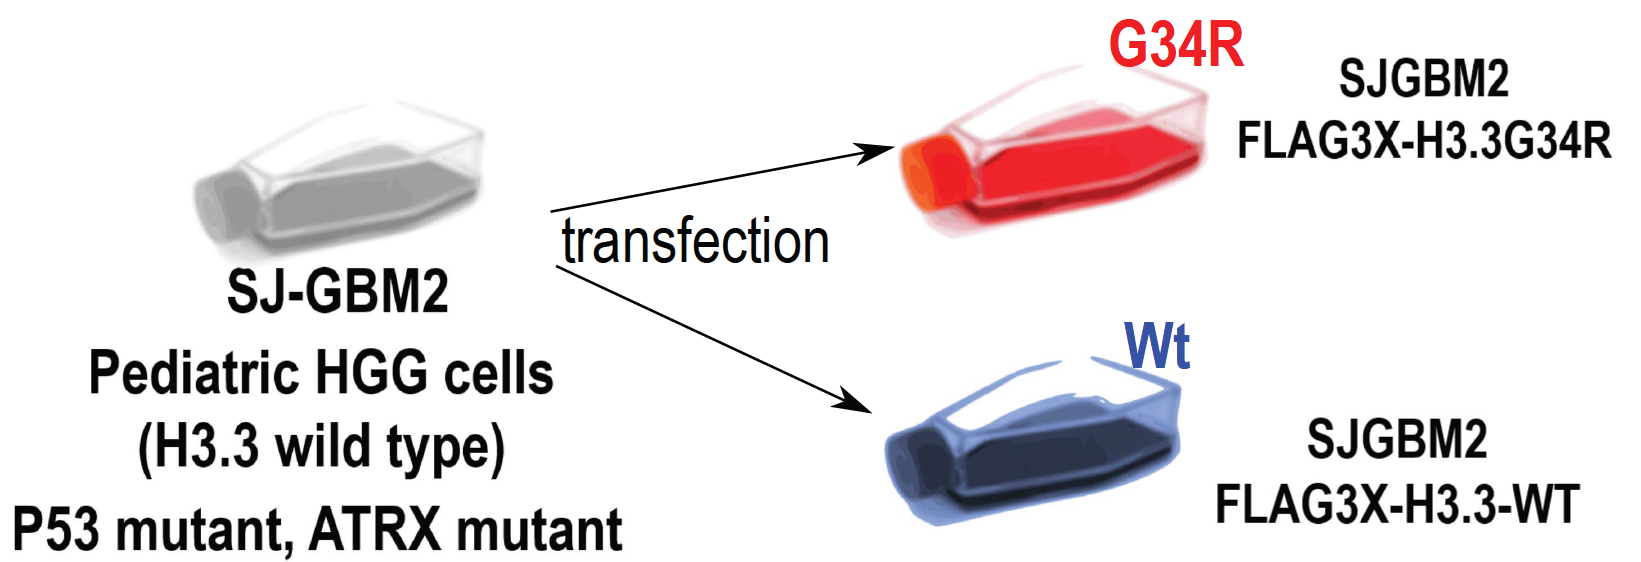 SJ-GBM2
Pediatric HGG cells
(H3.3 wild type)
P53 mutant, ATRX mutant
transfection
G34R
SJGBM2
FLAG3X-H3.3G34R
Wt
SJGBM2
FLAG3X-H3.3-WT